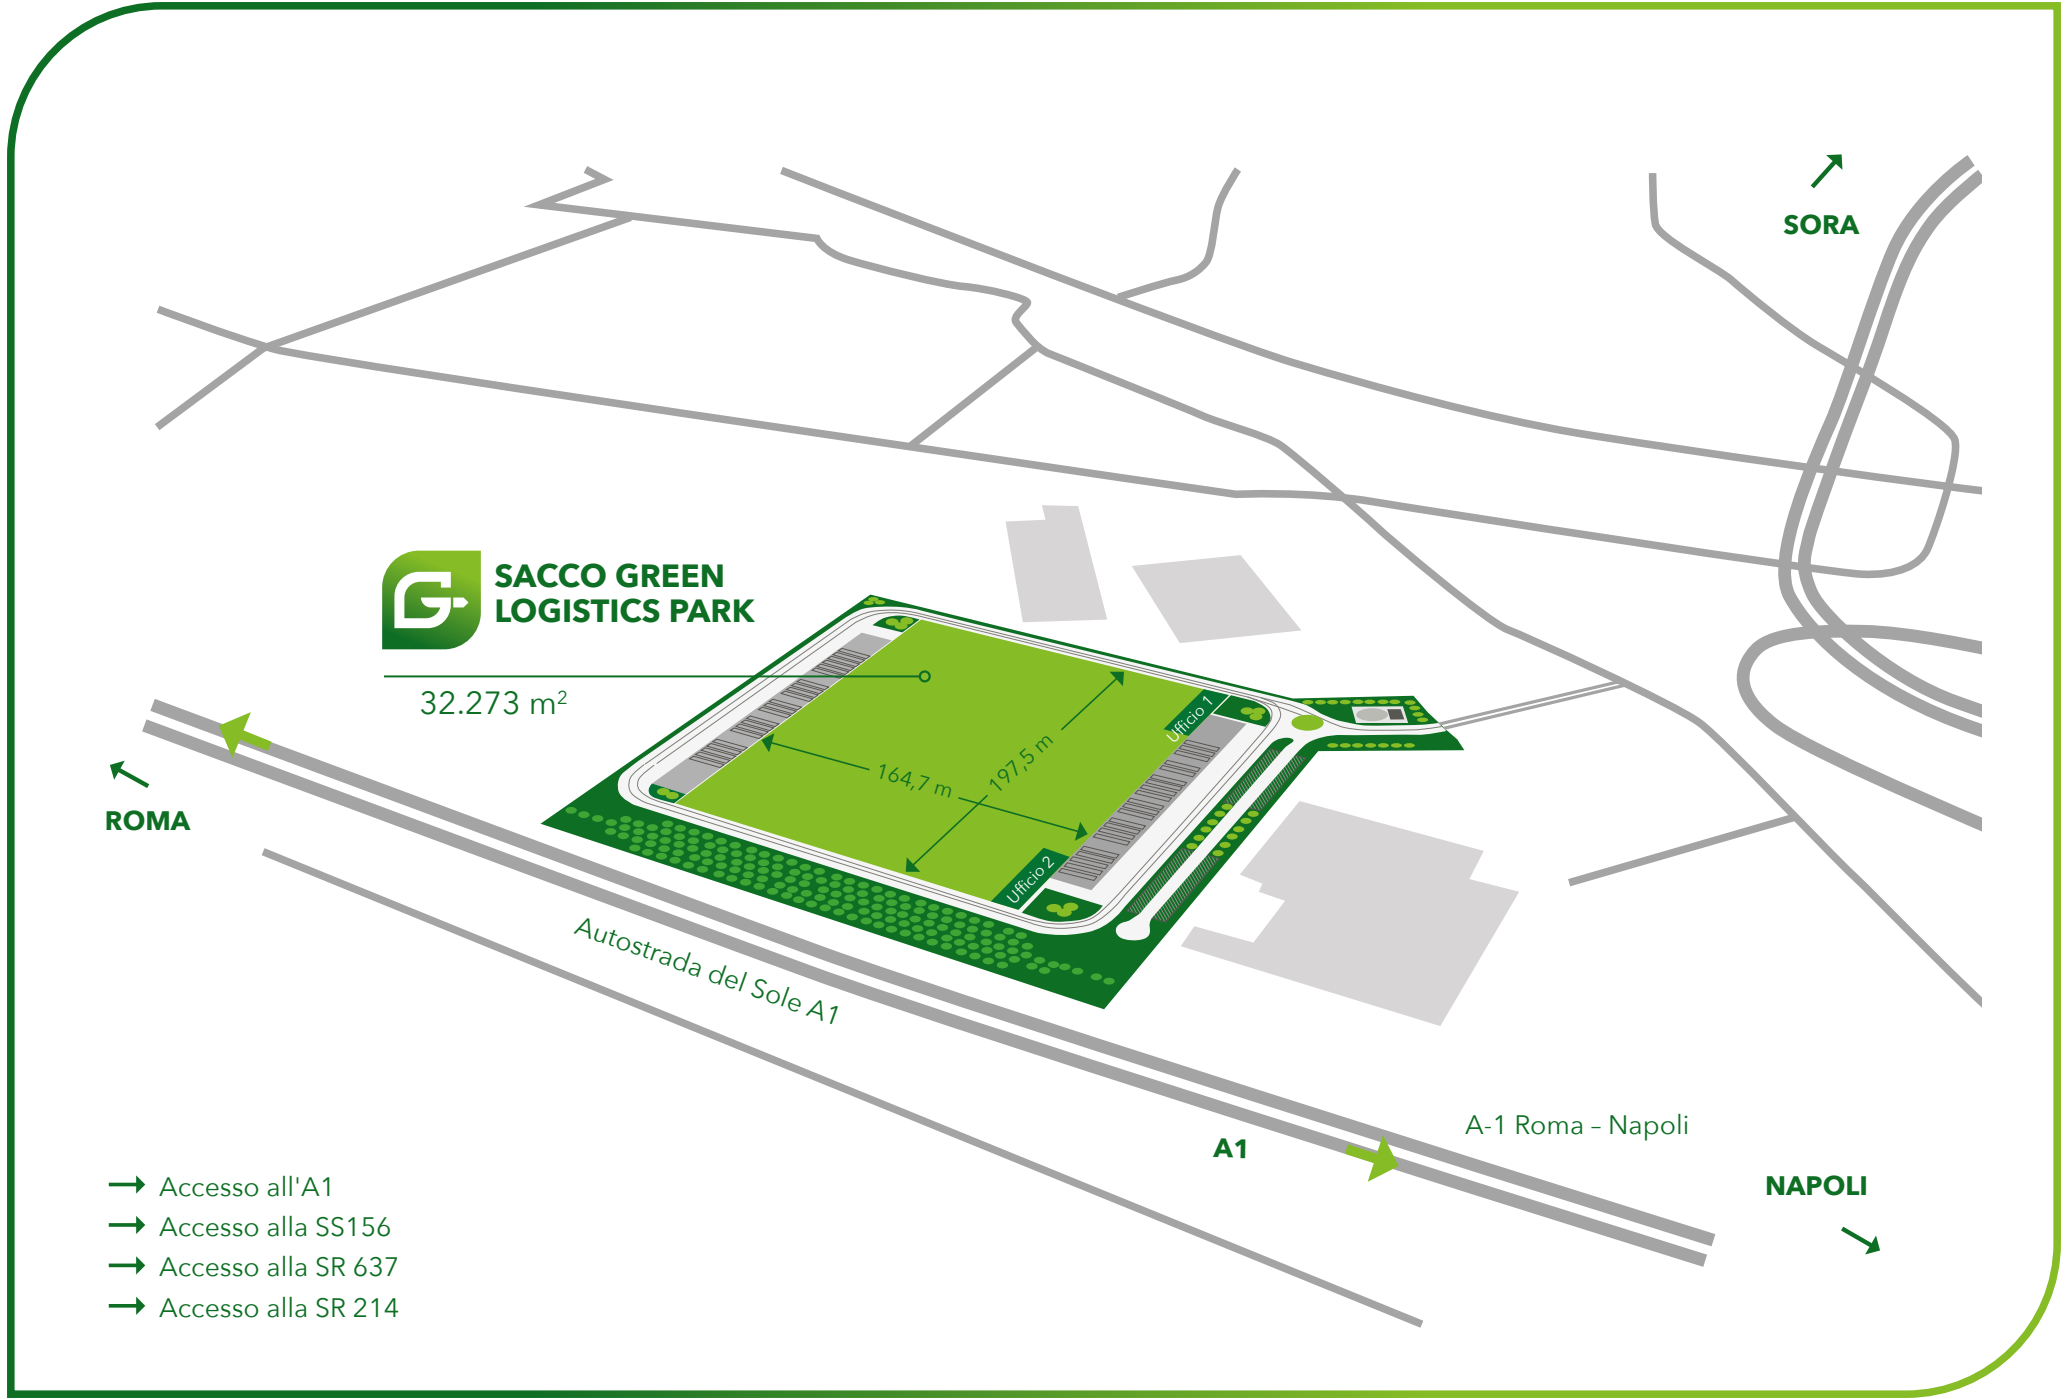 SORA
SACCO GREEN
LOGISTICS PARK
32.273 m²
Ufficio 1
197,5 m
164,7 m
ROMA
Ufficio 2
Autostrada del Sole A1
A-1 Roma – Napoli
A1
NAPOLI
Accesso all'A1
Accesso alla SS156
Accesso alla SR 637
Accesso alla SR 214